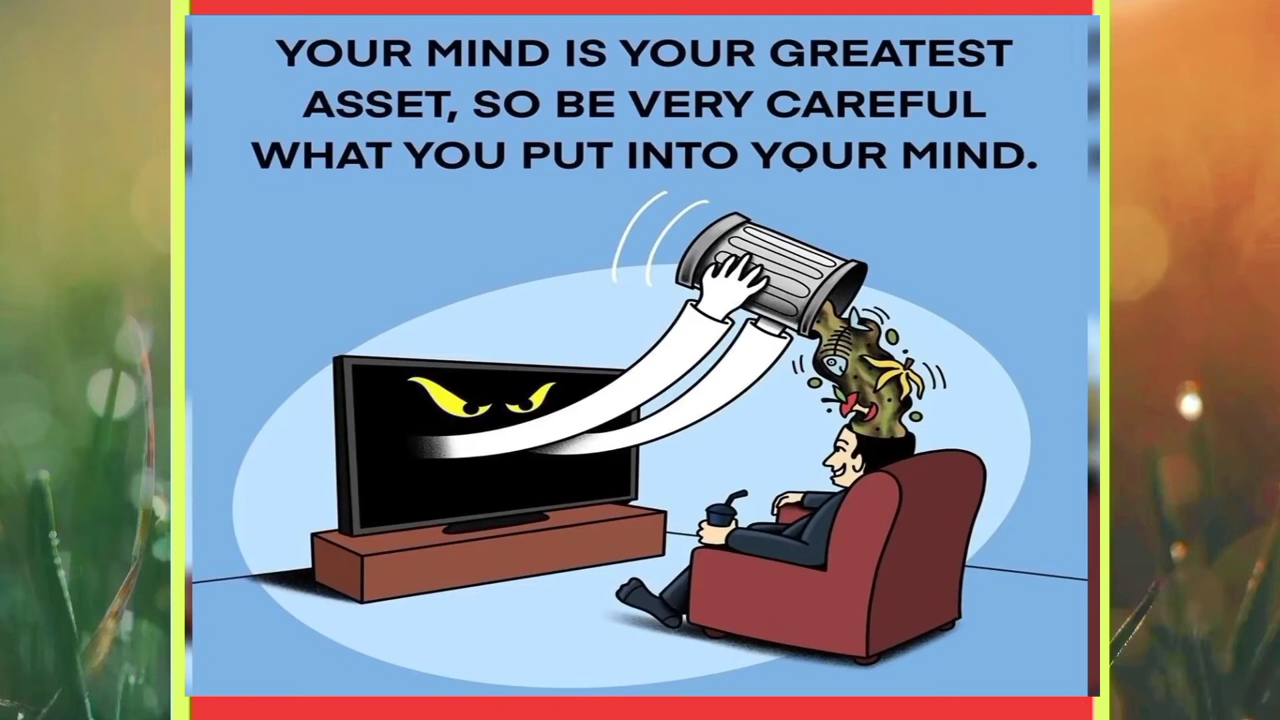 YOUR MIND IS YOUR GREATEST
ASSET, SO BE VERY CAREFUL
WHAT YOU PUT INTO YOUR MIND.